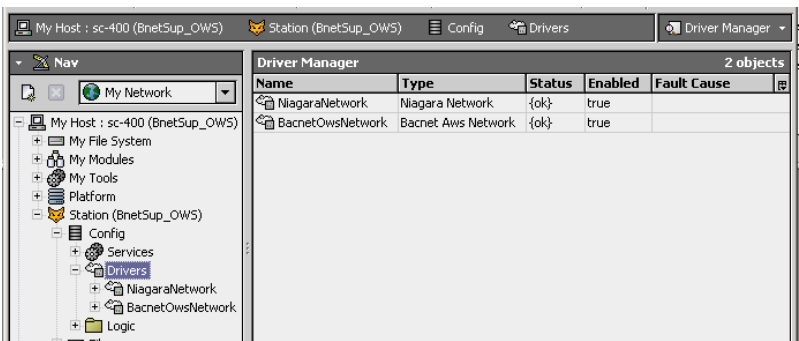 My Host : sc-400 (BnetSup_OWS) Station (BnetSup_OWS) Config Drivers Driver Manager
Nav
My Network
My Host : sc-400 (BnetSup_OWS)
My File System
My Modules
My Tools
Platform
Station (BnetSup_OWS)
Config
Services
Drivers
NiagaraNetwork
BacnetOwsNetwork
Logic
Driver Manager 2 objects
Name Type Status Enabled Fault Cause
NiagaraNetwork Niagara Network {ok} true
BacnetOwsNetwork Bacnet Aws Network {ok} true